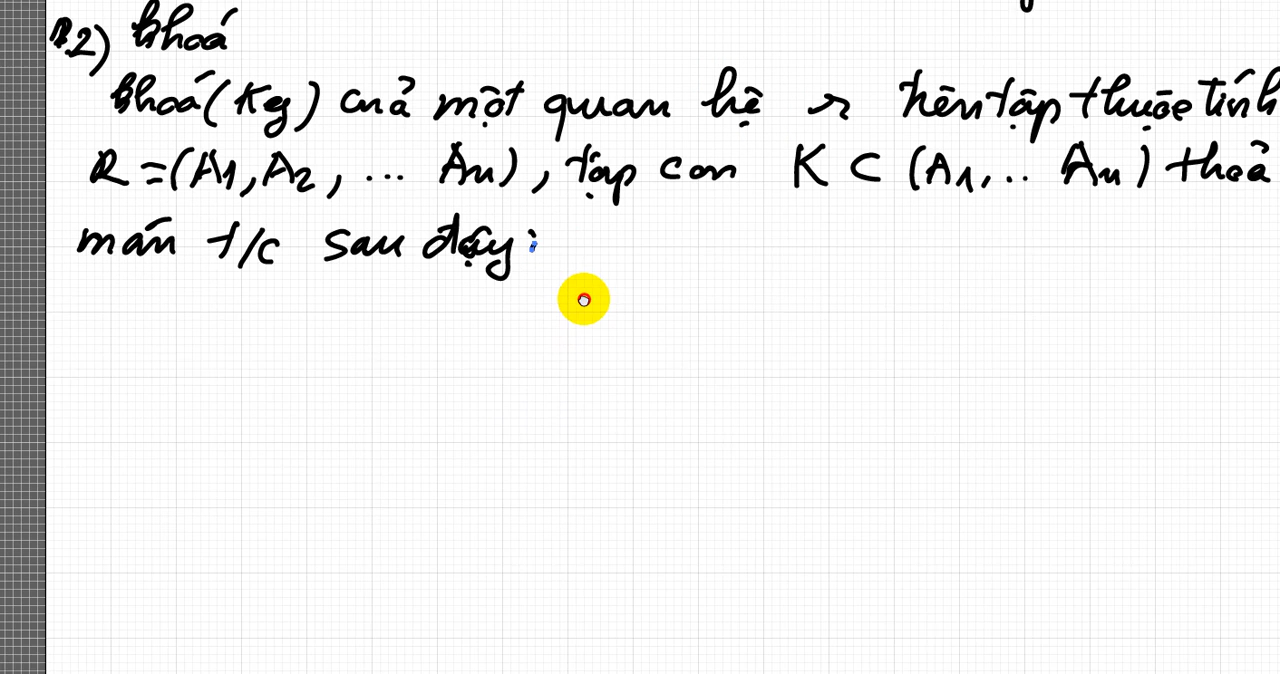 1.2) Khoá
Khoá (Key) của một quan hệ r trên tập thuộc tính
R = (A1, A2, ... An), tập con K ⊂ (A1, .. An) thoả
mãn t/c sau đây: